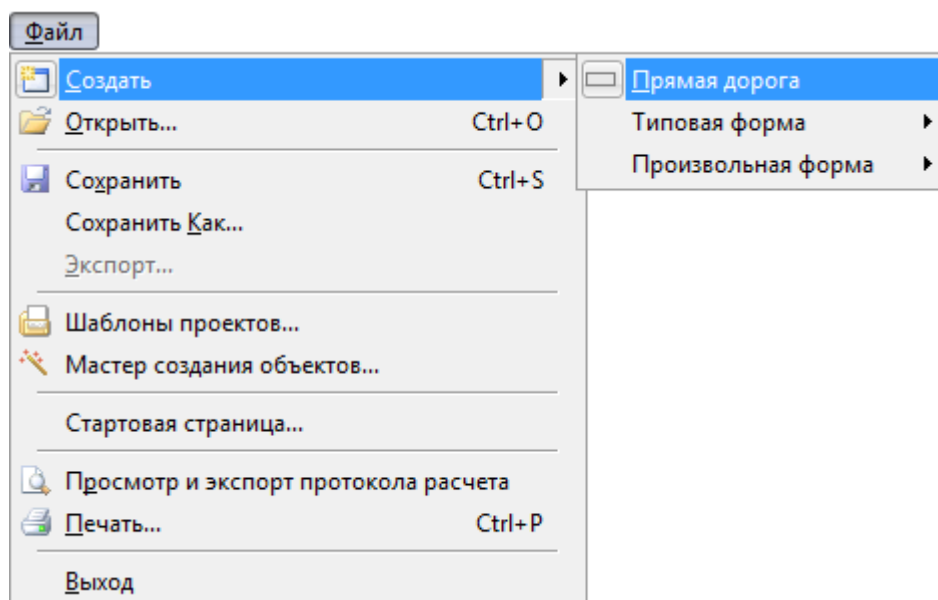 Файл
Создать
Прямая дорога
Открыть... Ctrl+O
Типовая форма
Произвольная форма
Сохранить Ctrl+S
Сохранить Как...
Экспорт...
Шаблоны проектов...
Мастер создания объектов...
Стартовая страница...
Просмотр и экспорт протокола расчета
Печать... Ctrl+P
Выход